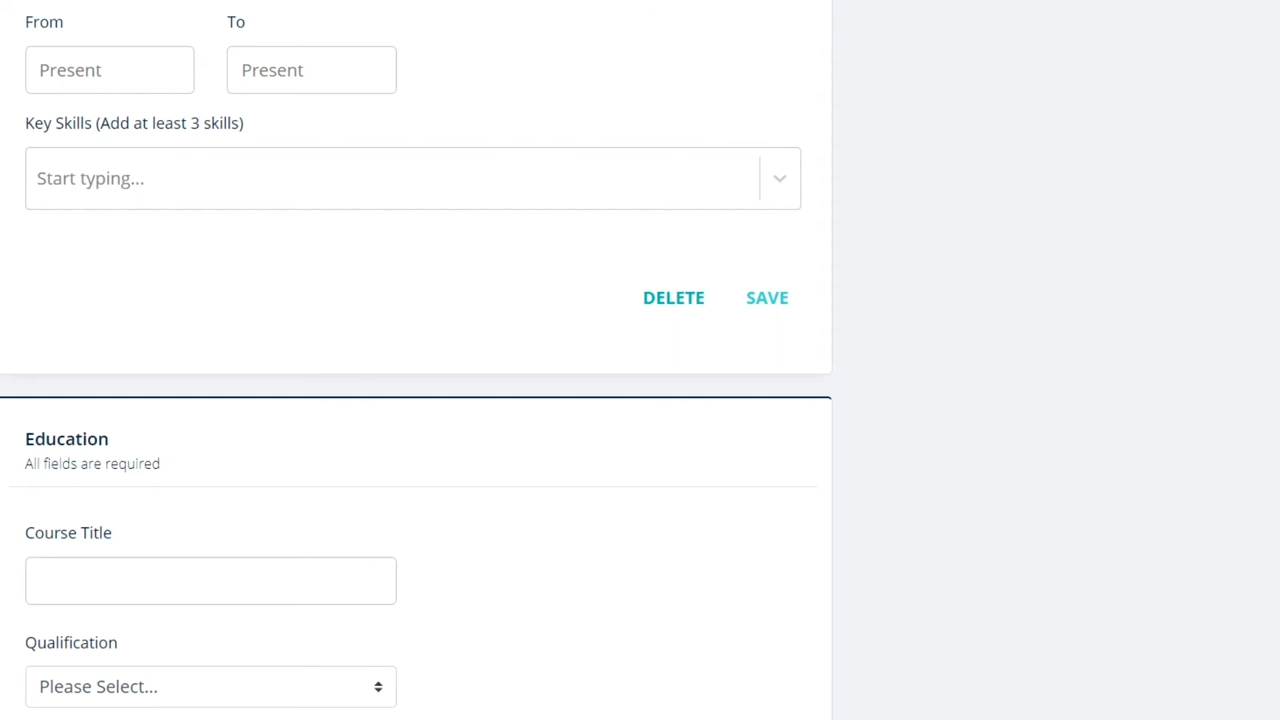 From To
Present Present
Key Skills (Add at least 3 skills)
Start typing...
DELETE SAVE
Education
All fields are required
Course Title
Qualification
Please Select...